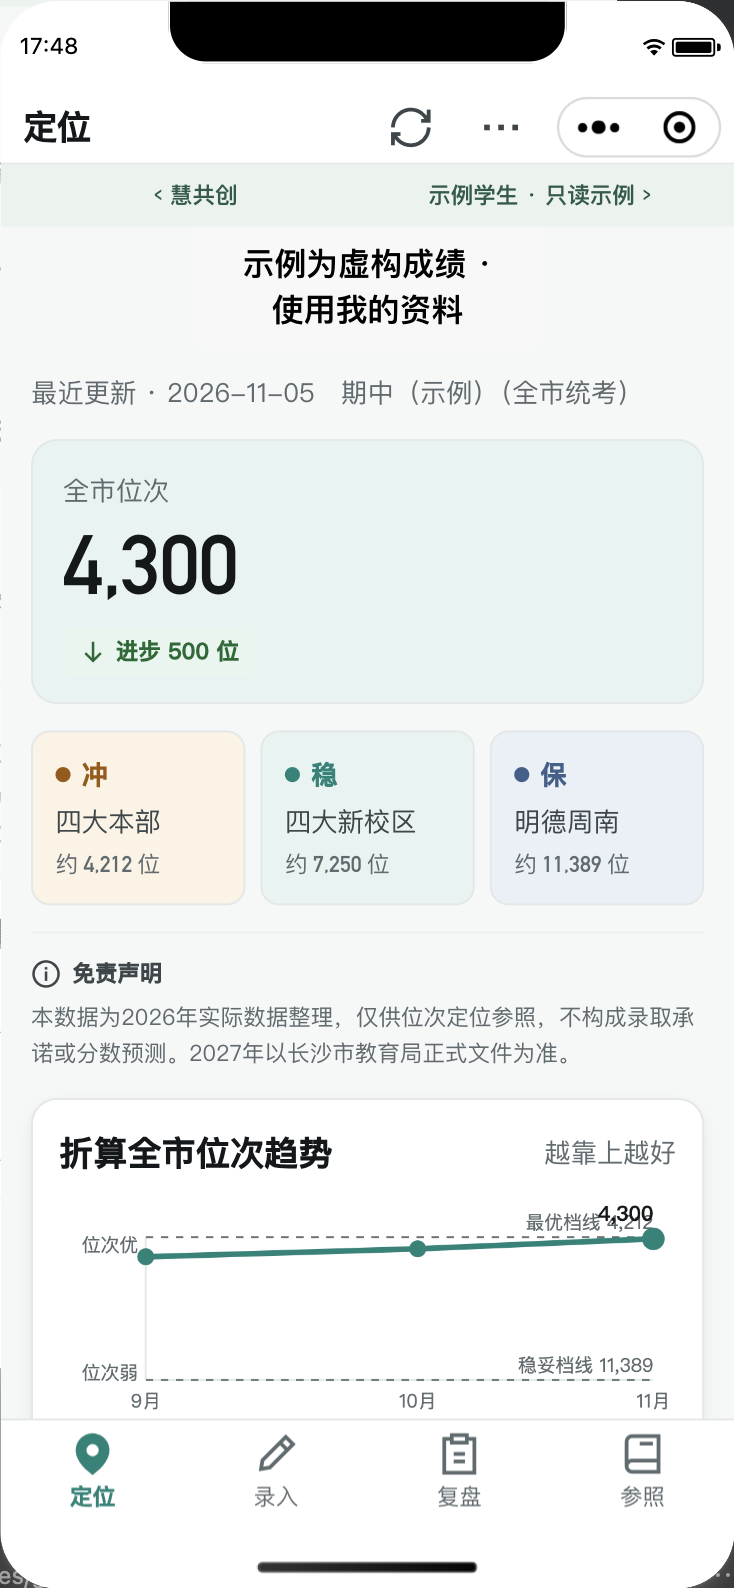 17:48
定位
‹ 慧共创
示例学生 · 只读示例 ›
示例为虚构成绩 ·
使用我的资料
最近更新 · 2026-11-05 期中（示例）（全市统考）
全市位次
4,300
↓ 进步 500 位
冲
四大本部
约 4,212 位
稳
四大新校区
约 7,250 位
保
明德周南
约 11,389 位
免责声明
本数据为2026年实际数据整理，仅供位次定位参照，不构成录取承
诺或分数预测。2027年以长沙市教育局正式文件为准。
折算全市位次趋势
越靠上越好
4,300
最优档线 4,212
位次优
稳妥档线 11,389
位次弱
9月
10月
11月
定位
录入
复盘
参照